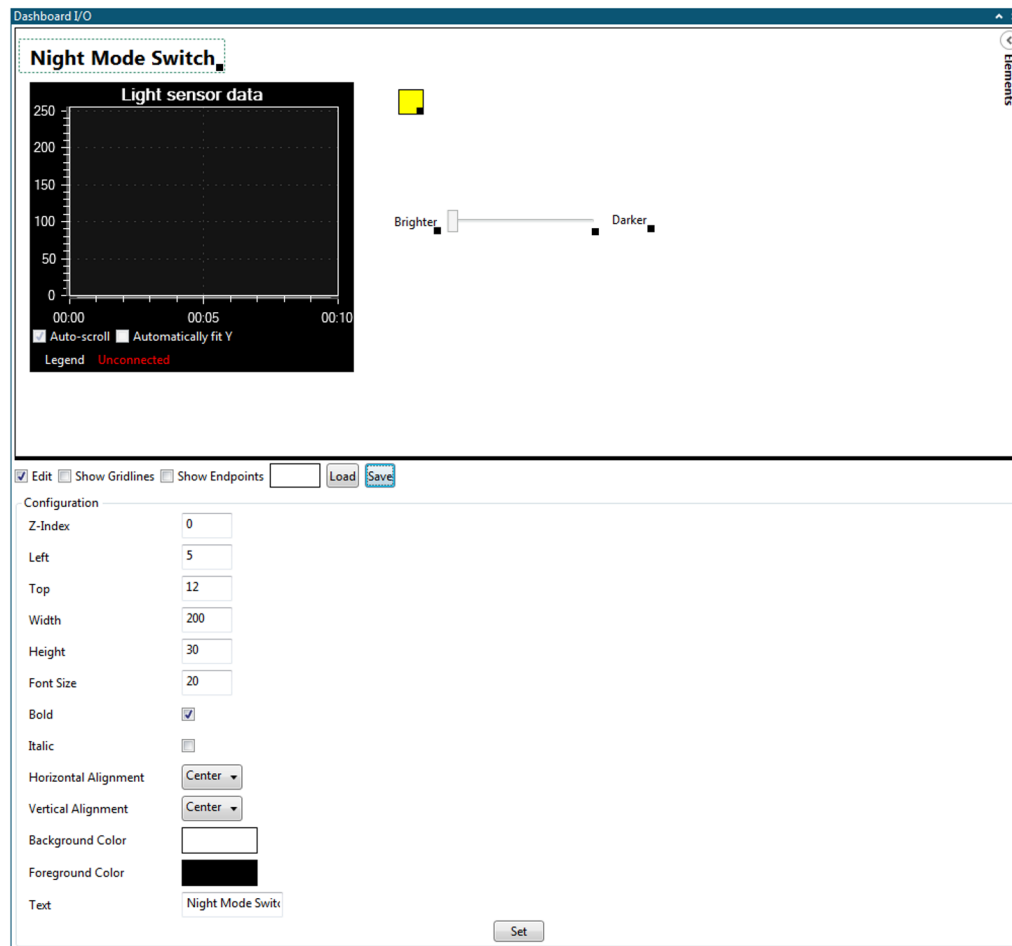 Dashboard I/O
Elements
Night Mode Switch
Light sensor data
250
200
150
100
50
0
00:00 00:05 00:10
Auto-scroll Automatically fit Y
Legend Unconnected
Brighter Darker
Edit Show Gridlines Show Endpoints Load Save
Configuration
Z-Index 0
Left 5
Top 12
Width 200
Height 30
Font Size 20
Bold
Italic
Horizontal Alignment Center
Vertical Alignment Center
Background Color
Foreground Color
Text Night Mode Switc
Set